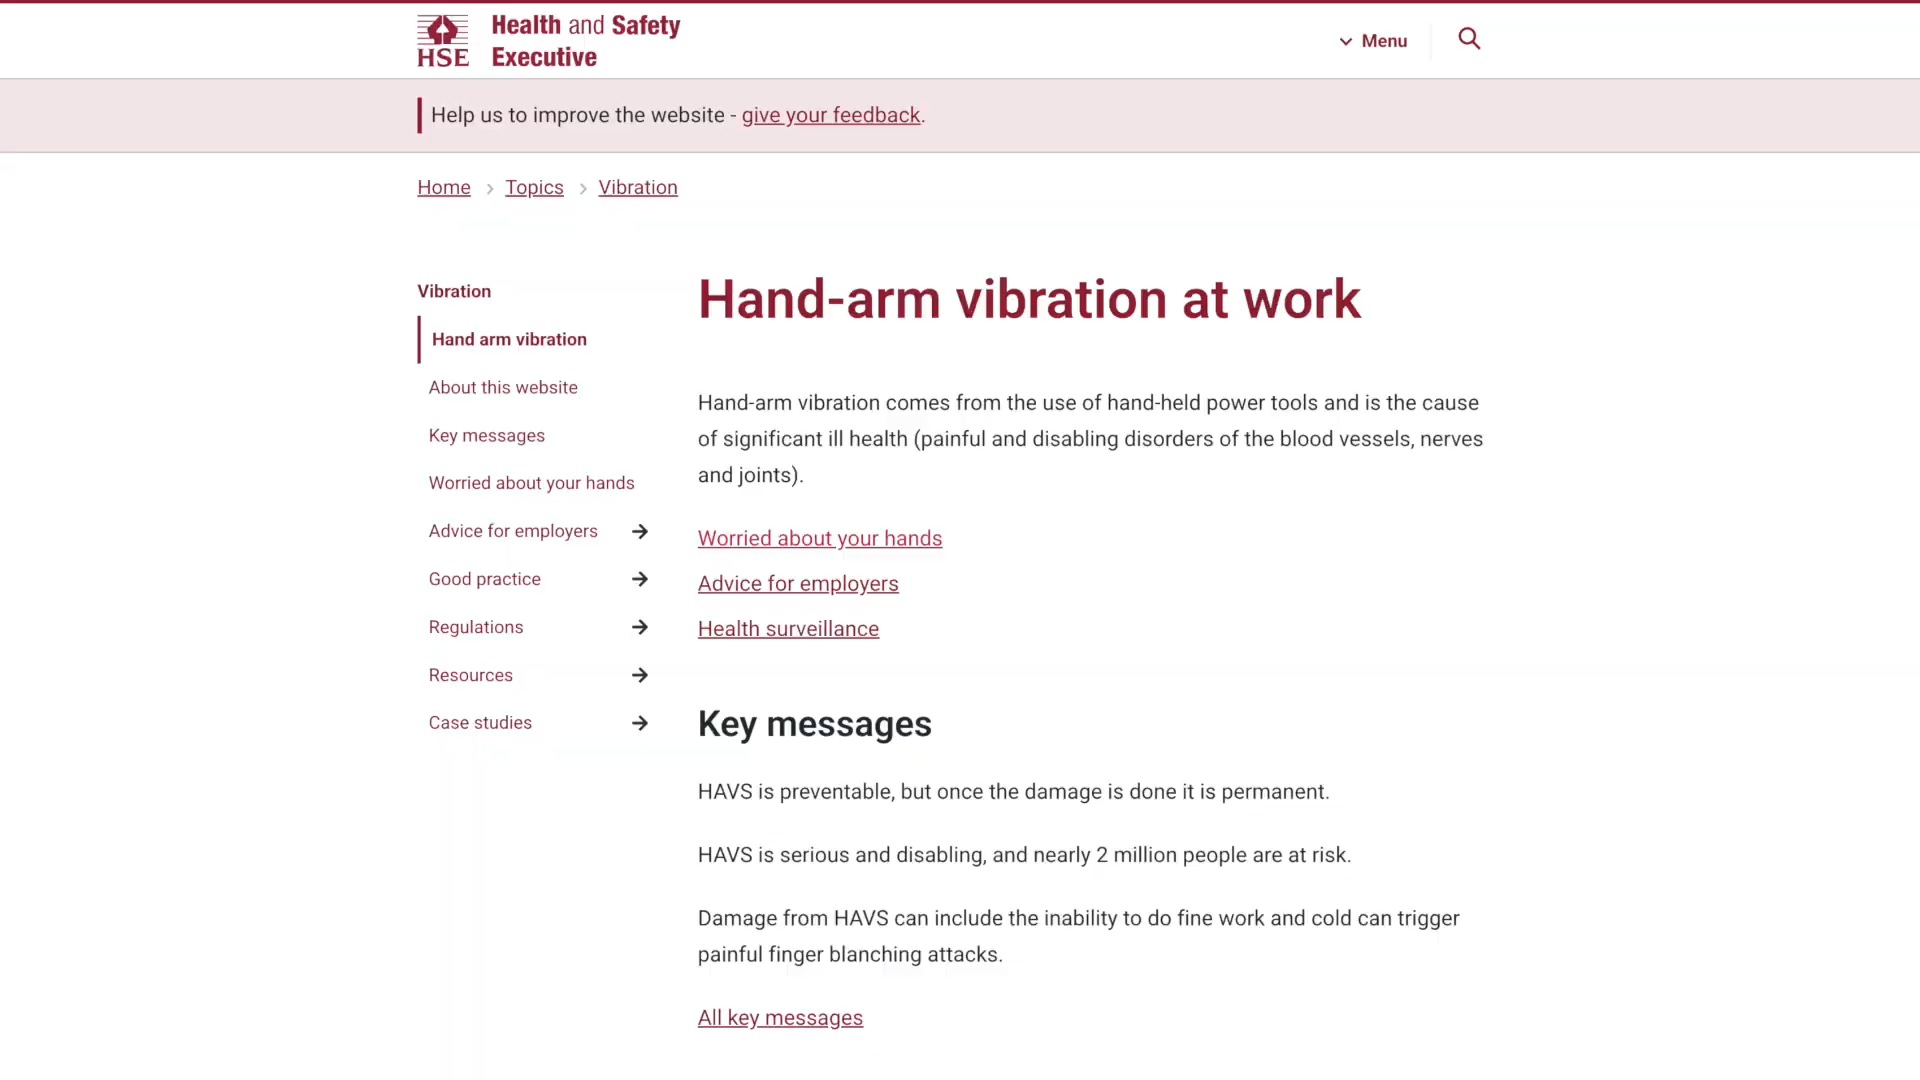 HSE
Health and Safety
Executive
Menu
Help us to improve the website - give your feedback.
Home
Topics
Vibration
Vibration
Hand arm vibration
About this website
Key messages
Worried about your hands
Advice for employers
Good practice
Regulations
Resources
Case studies
Hand-arm vibration at work
Hand-arm vibration comes from the use of hand-held power tools and is the cause
of significant ill health (painful and disabling disorders of the blood vessels, nerves
and joints).
Worried about your hands
Advice for employers
Health surveillance
Key messages
HAVS is preventable, but once the damage is done it is permanent.
HAVS is serious and disabling, and nearly 2 million people are at risk.
Damage from HAVS can include the inability to do fine work and cold can trigger
painful finger blanching attacks.
All key messages